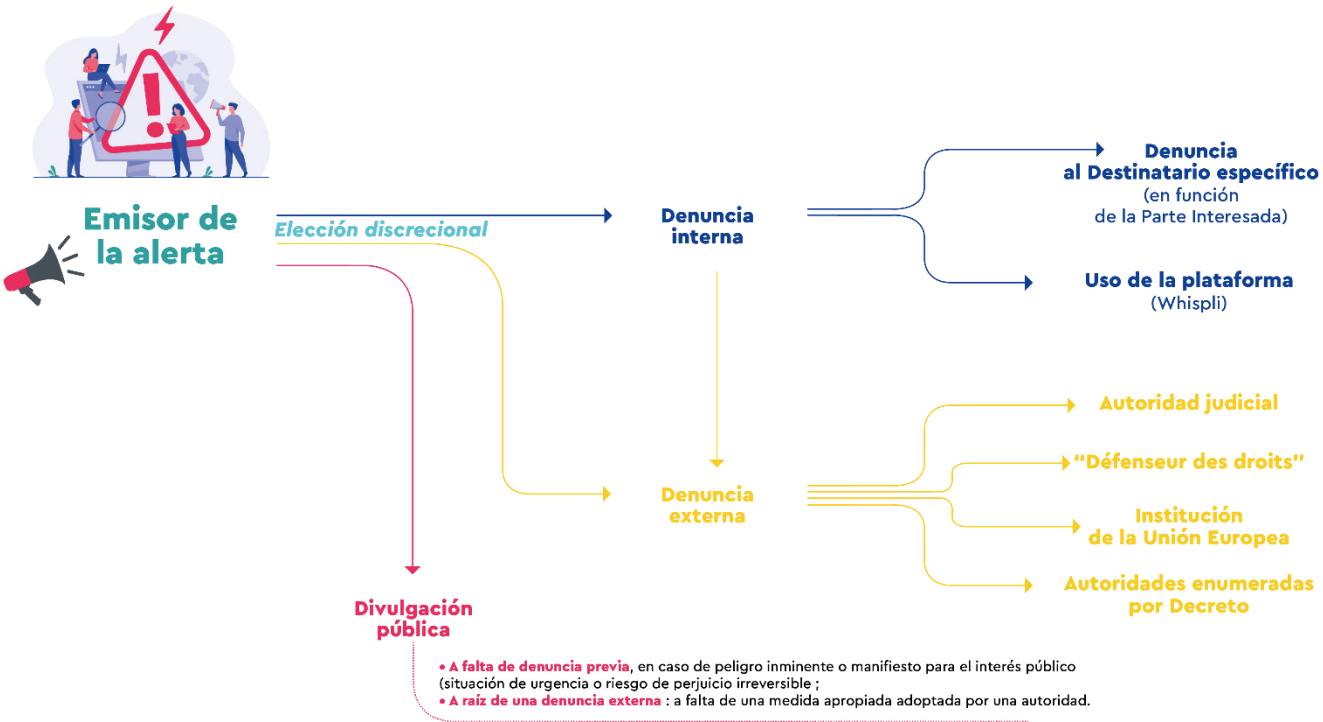 Emisor de
la alerta
Elección discrecional
Denuncia
interna
Denuncia
al Destinatario específico
(en función
de la Parte Interesada)
Uso de la plataforma
(Whispli)
Denuncia
externa
Autoridad judicial
“Défenseur des droits”
Institución
de la Unión Europea
Autoridades enumeradas
por Decreto
Divulgación
pública
• A falta de denuncia previa, en caso de peligro inminente o manifiesto para el interés público
(situación de urgencia o riesgo de perjuicio irreversible ;
• A raíz de una denuncia externa : a falta de una medida apropiada adoptada por una autoridad.